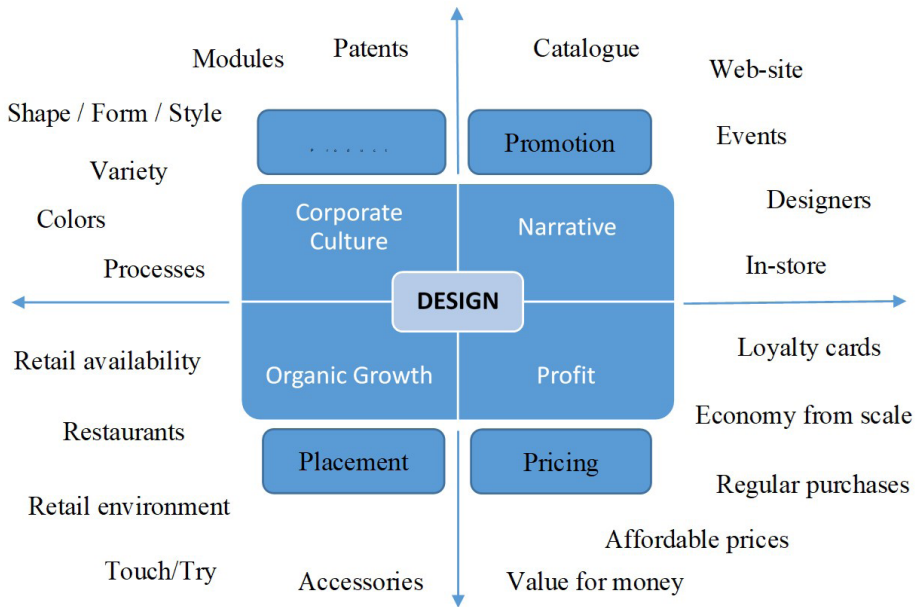 Patents
Catalogue
Modules
Web-site
Shape / Form / Style
Promotion
Events
Variety
Designers
Colors
Corporate
Culture
Narrative
Processes
In-store
DESIGN
Retail availability
Loyalty cards
Organic Growth
Profit
Economy from scale
Restaurants
Placement
Pricing
Regular purchases
Retail environment
Affordable prices
Touch/Try
Accessories
Value for money